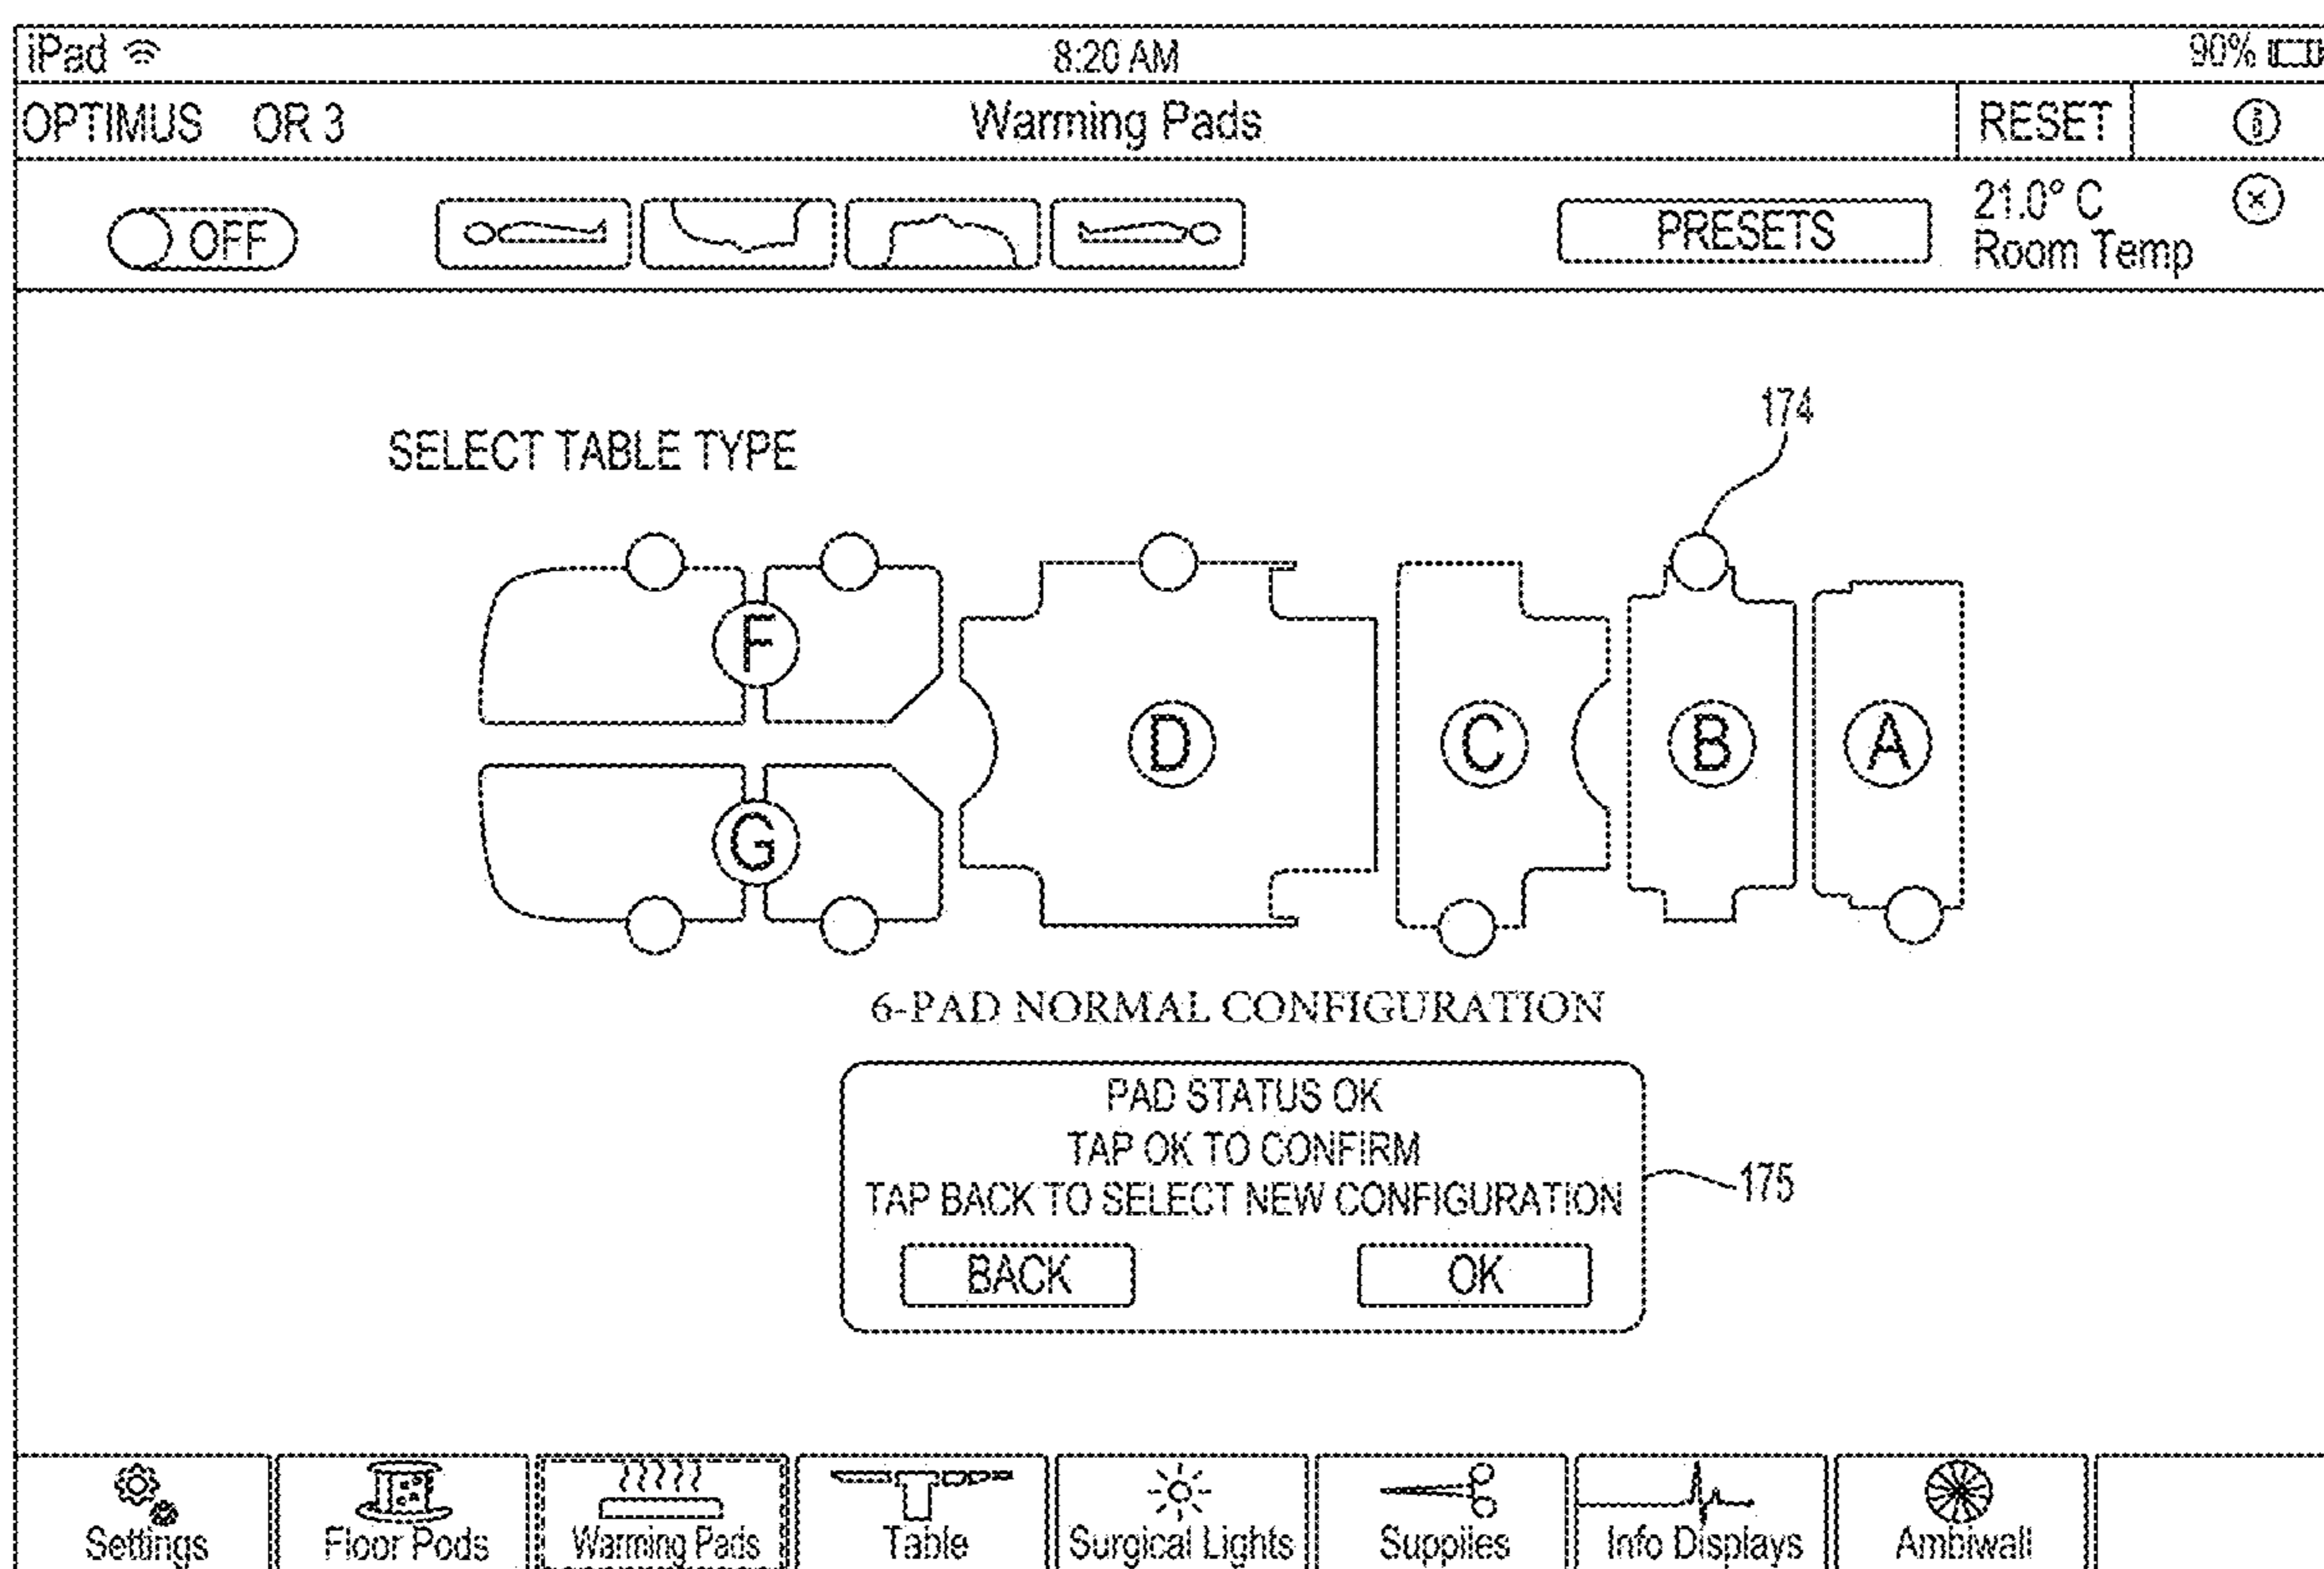 iPad 8:20 AM 90%
OPTIMUS OR 3 Warming Pads RESET
OFF PRESETS 21.0° C
Room Temp
174
SELECT TABLE TYPE
F
D C B A
G
6-PAD NORMAL CONFIGURATION
PAD STATUS OK
TAP OK TO CONFIRM
TAP BACK TO SELECT NEW CONFIGURATION
175
BACK OK
Settings Floor Pods Warming Pads Table Surgical Lights Supplies Info Displays Ambiwall